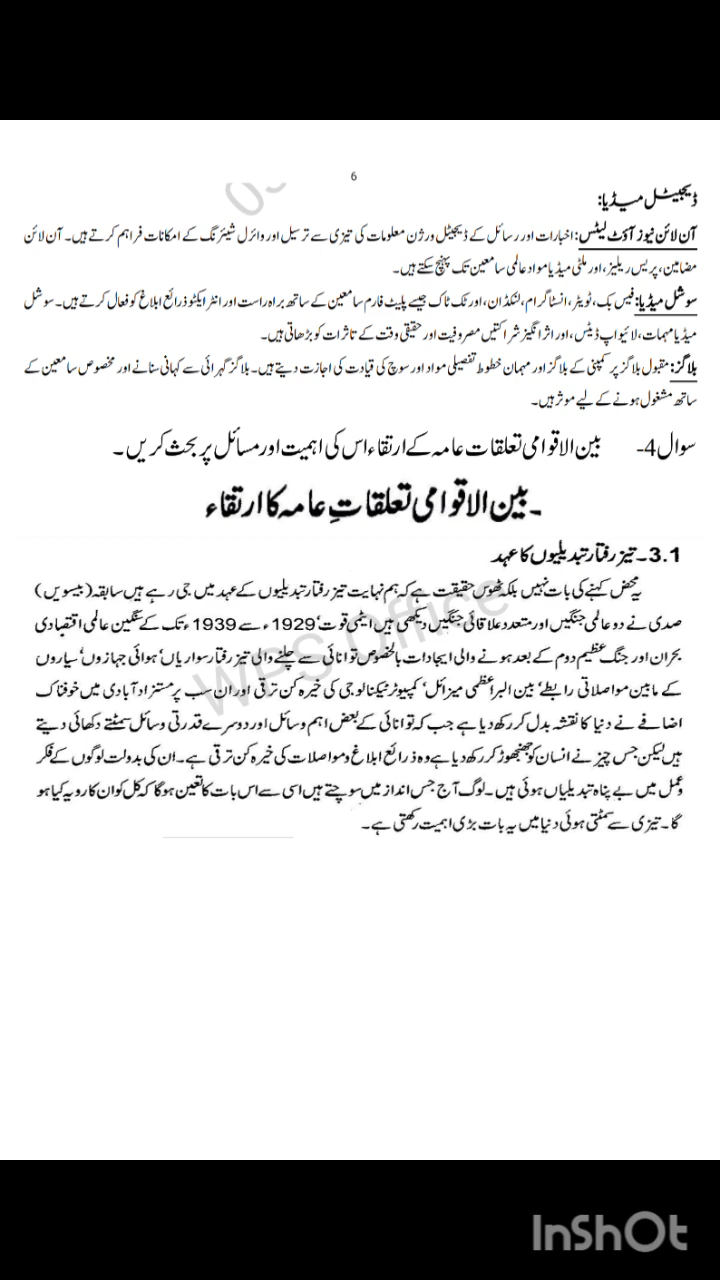 6
ڈیجیٹل میڈیا:
آن لائن نیوز آؤٹ لیٹس: اخبارات اور رسائل کے ڈیجیٹل ورژن معلومات کی تیزی سے ترسیل اور وائرل شیئرنگ کے امکانات فراہم کرتے ہیں۔ آن لائن
مضامین، پریس ریلیز، اور ملٹی میڈیا مواد عالمی سامعین تک پہنچ سکتے ہیں۔
سوشل میڈیا: فیس بک، ٹویٹر، انسٹاگرام، لنکڈان، اور ٹک ٹاک جیسے پلیٹ فارم سامعین کے ساتھ براہ راست اور انٹرایکٹو ذرائع ابلاغ کو فعال کرتے ہیں۔ سوشل
میڈیا مہمات، لائیو اپ ڈیٹس، اور اثر انگیز شراکتیں مصروفیت اور حقیقی وقت کے تاثرات کو بڑھاتی ہیں۔
بلاگز: مقبول بلاگز پر کمپنی کے بلاگز اور مہمان خطوط تفصیلی مواد اور سوچ کی قیادت کی اجازت دیتے ہیں۔ بلاگز گہرائی سے کہانی سنانے اور مخصوص سامعین کے
ساتھ مشغول ہونے کے لیے موثر ہیں۔
سوال 4- بین الاقوامی تعلقات عامہ کے ارتقاء اس کی اہمیت اور مسائل پر بحث کریں۔
۔ بین الاقوامی تعلقاتِ عامہ کا ارتقاء
3.1۔ تیز رفتار تبدیلیوں کا عہد
یہ محض کہنے کی بات نہیں بلکہ ٹھوس حقیقت ہے کہ ہم نہایت تیز رفتار تبدیلیوں کے عہد میں جی رہے ہیں سابقہ (بیسویں)
صدی نے دو عالمی جنگیں اور متعدد علاقائی جنگیں دیکھی ہیں ایٹمی قوت' 1929ء سے 1939ء تک کے سنگین عالمی اقتصادی
بحران اور جنگ عظیم دوم کے بعد ہونے والی ایجادات بالخصوص توانائی سے چلنے والی تیز رفتار سواریاں' ہوائی جہازوں' سیاروں
کے مابین مواصلاتی رابطے' بین البراعظمی میزائل' کمپیوٹر ٹیکنالوجی کی خیرہ کن ترقی اور ان سب پر مستزاد آبادی میں خوفناک
اضافے نے دنیا کا نقشہ بدل کر رکھ دیا ہے جب کہ توانائی کے بعض اہم وسائل اور دوسرے قدرتی وسائل سمٹتے دکھائی دیتے
ہیں لیکن جس چیز نے انسان کو جھنجھوڑ کر رکھ دیا ہے وہ ذرائع ابلاغ و مواصلات کی خیرہ کن ترقی ہے۔ اُن کی بدولت لوگوں کے فکر
و عمل میں بے پناہ تبدیلیاں ہوئی ہیں۔ لوگ آج جس انداز میں سوچتے ہیں اسی سے اس بات کا تعین ہو گا کہ کل کو ان کا رویہ کیا ہو
گا۔ تیزی سے سمٹتی ہوئی دنیا میں یہ بات بڑی اہمیت رکھتی ہے۔
WPS Office
InShOt